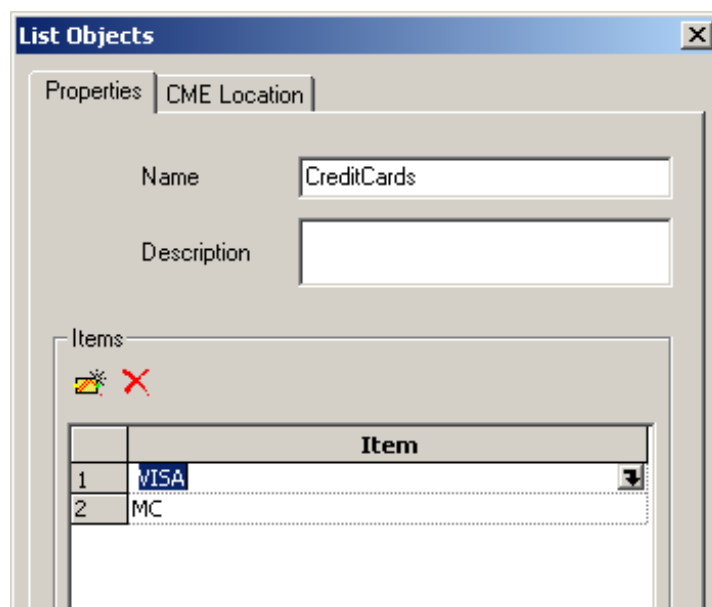 List Objects
Properties CME Location
Name CreditCards
Description
Items
Item
1 VISA
2 MC